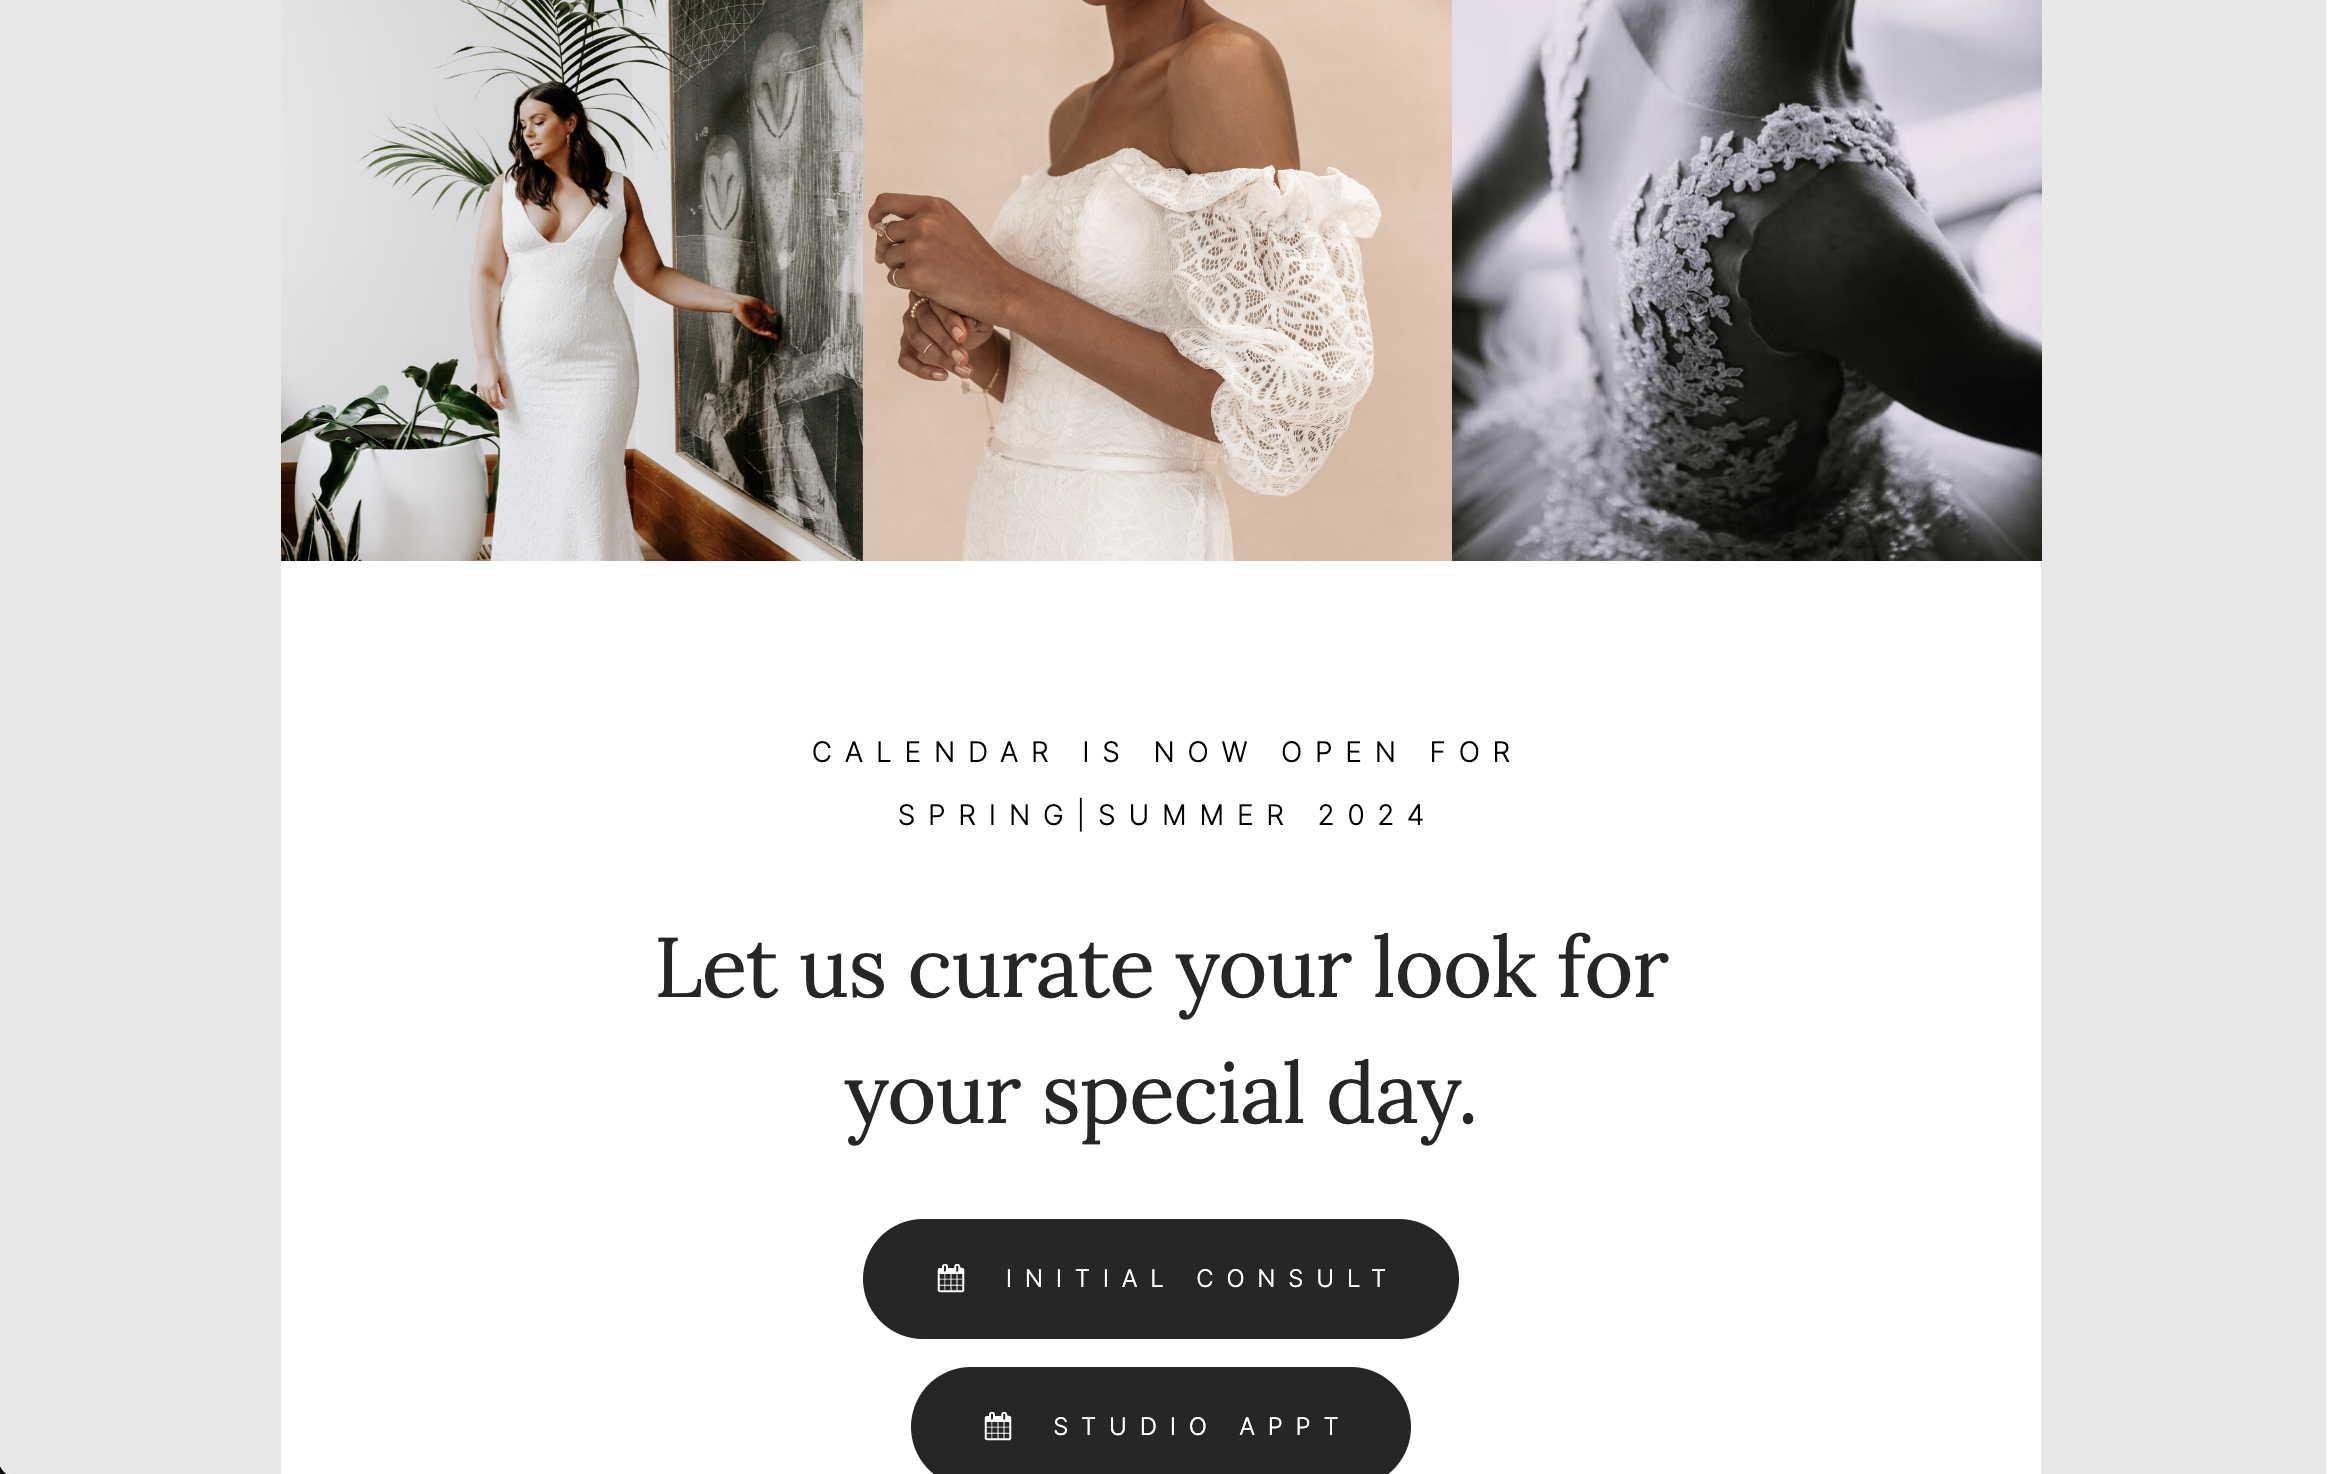 CALENDAR IS NOW OPEN FOR
SPRING|SUMMER 2024
Let us curate your look for
your special day.
INITIAL CONSULT
STUDIO APPT